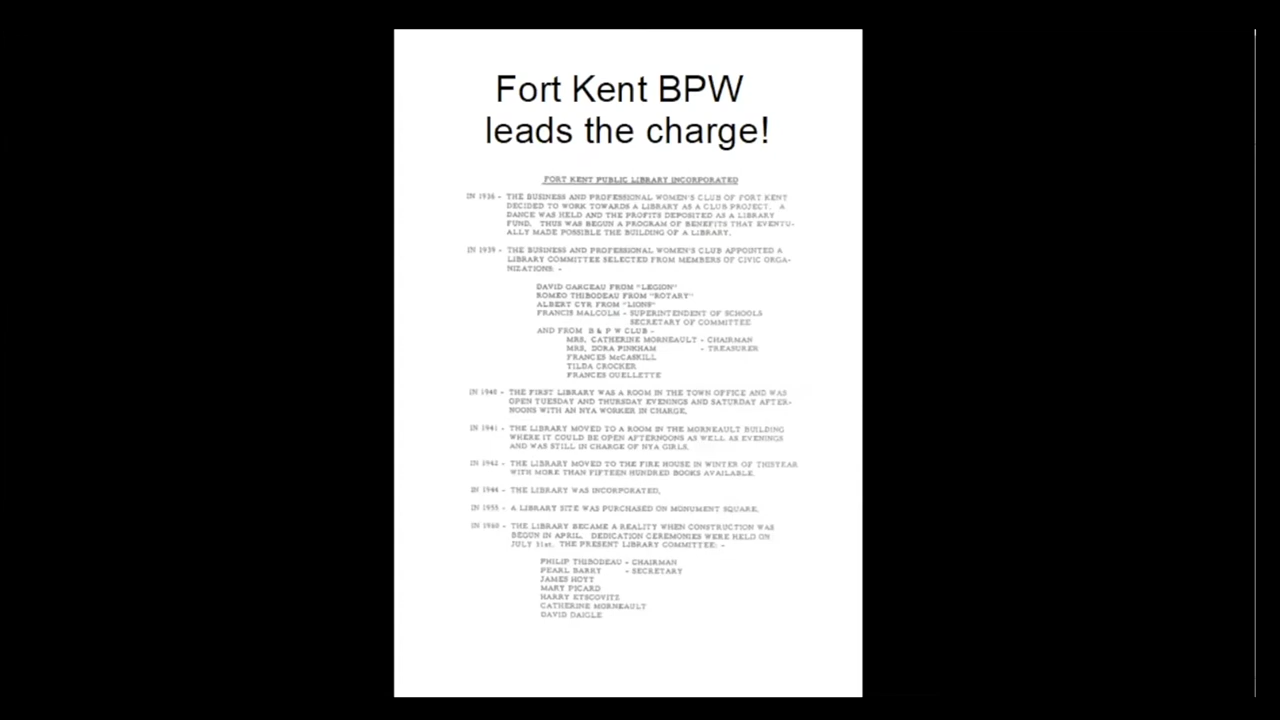 Fort Kent BPW
leads the charge!
FORT KENT PUBLIC LIBRARY INCORPORATED
IN 1936 - THE BUSINESS AND PROFESSIONAL WOMEN'S CLUB OF FORT KENT
DECIDED TO WORK TOWARDS A LIBRARY AS A CLUB PROJECT. A
DANCE WAS HELD AND THE PROFITS DEPOSITED AS A LIBRARY
FUND. THUS WAS BEGUN A PROGRAM OF BENEFITS THAT EVENTU-
ALLY MADE POSSIBLE THE BUILDING OF A LIBRARY.
IN 1939 - THE BUSINESS AND PROFESSIONAL WOMEN'S CLUB APPOINTED A
LIBRARY COMMITTEE SELECTED FROM MEMBERS OF CIVIC ORGA-
NIZATIONS: -
DAVID GARCEAU FROM "LEGION"
ROMEO THIBODEAU FROM "ROTARY"
ALBERT CYR FROM "LIONS"
FRANCIS MALCOLM - SUPERINTENDENT OF SCHOOLS
SECRETARY OF COMMITTEE
AND FROM B & P W CLUB -
MRS. CATHERINE MORNEAULT - CHAIRMAN
MRS. DORA PINKHAM - TREASURER
FRANCES McCASKILL
TILDA CROCKER
FRANCES OUELLETTE
IN 1940 - THE FIRST LIBRARY WAS A ROOM IN THE TOWN OFFICE AND WAS
OPEN TUESDAY AND THURSDAY EVENINGS AND SATURDAY AFTER-
NOONS WITH AN NYA WORKER IN CHARGE.
IN 1941 - THE LIBRARY MOVED TO A ROOM IN THE MORNEAULT BUILDING
WHERE IT COULD BE OPEN AFTERNOONS AS WELL AS EVENINGS
AND WAS STILL IN CHARGE OF NYA GIRLS.
IN 1942 - THE LIBRARY MOVED TO THE FIRE HOUSE IN WINTER OF THISYEAR
WITH MORE THAN FIFTEEN HUNDRED BOOKS AVAILABLE.
IN 1944 - THE LIBRARY WAS INCORPORATED.
IN 1955 - A LIBRARY SITE WAS PURCHASED ON MONUMENT SQUARE.
IN 1960 - THE LIBRARY BECAME A REALITY WHEN CONSTRUCTION WAS
BEGUN IN APRIL. DEDICATION CEREMONIES WERE HELD ON
JULY 31st. THE PRESENT LIBRARY COMMITTEE: -
PHILIP THIBODEAU - CHAIRMAN
PEARL BARRY - SECRETARY
JAMES HOYT
MARY PICARD
HARRY ETSCOVITZ
CATHERINE MORNEAULT
DAVID DAIGLE